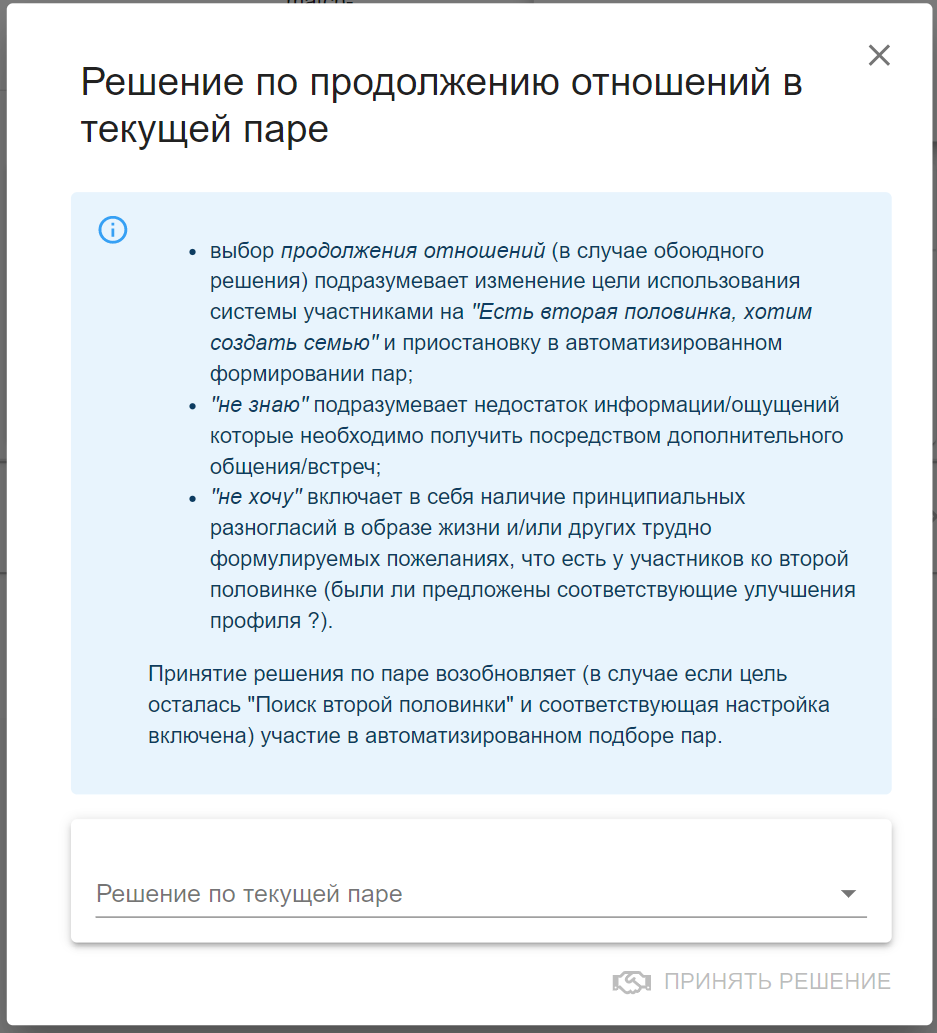 Решение по продолжению отношений в
текущей паре
выбор продолжения отношений (в случае обоюдного
решения) подразумевает изменение цели использования
системы участниками на "Есть вторая половинка, хотим
создать семью" и приостановку в автоматизированном
формировании пар;
"не знаю" подразумевает недостаток информации/ощущений
которые необходимо получить посредством дополнительного
общения/встреч;
"не хочу" включает в себя наличие принципиальных
разногласий в образе жизни и/или других трудно
формулируемых пожеланиях, что есть у участников ко второй
половинке (были ли предложены соответствующие улучшения
профиля ?).
Принятие решения по паре возобновляет (в случае если цель
осталась "Поиск второй половинки" и соответствующая настройка
включена) участие в автоматизированном подборе пар.
Решение по текущей паре
ПРИНЯТЬ РЕШЕНИЕ